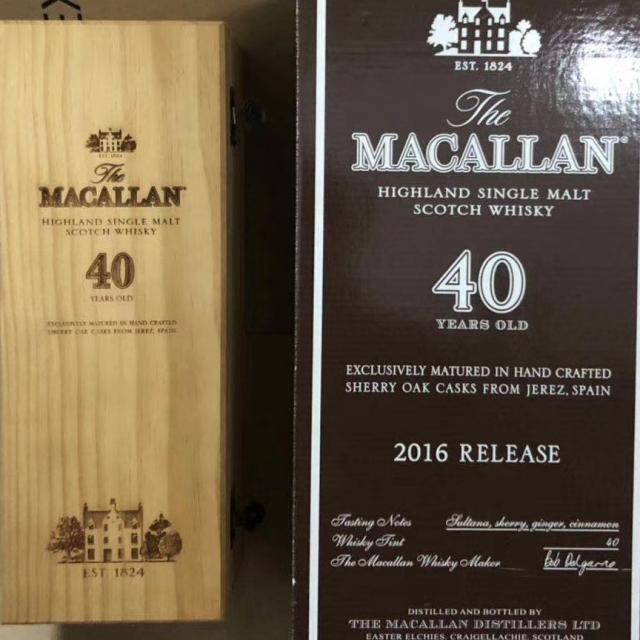 EST. 1824
The
MACALLAN
HIGHLAND SINGLE MALT
SCOTCH WHISKY
40
YEARS OLD
EXCLUSIVELY MATURED IN HAND CRAFTED
SHERRY OAK CASKS FROM JEREZ, SPAIN
EST. 1824
EST. 1824
The
MACALLAN®
HIGHLAND SINGLE MALT
SCOTCH WHISKY
40
YEARS OLD
EXCLUSIVELY MATURED IN HAND CRAFTED
SHERRY OAK CASKS FROM JEREZ, SPAIN
2016 RELEASE
Tasting Notes Sultana, sherry, ginger, cinnamon
Whisky Tint 40
The Macallan Whisky Maker Bob Dalgarno
DISTILLED AND BOTTLED BY
THE MACALLAN DISTILLERS LTD
EASTER ELCHIES, CRAIGELLACHIE, SCOTLAND